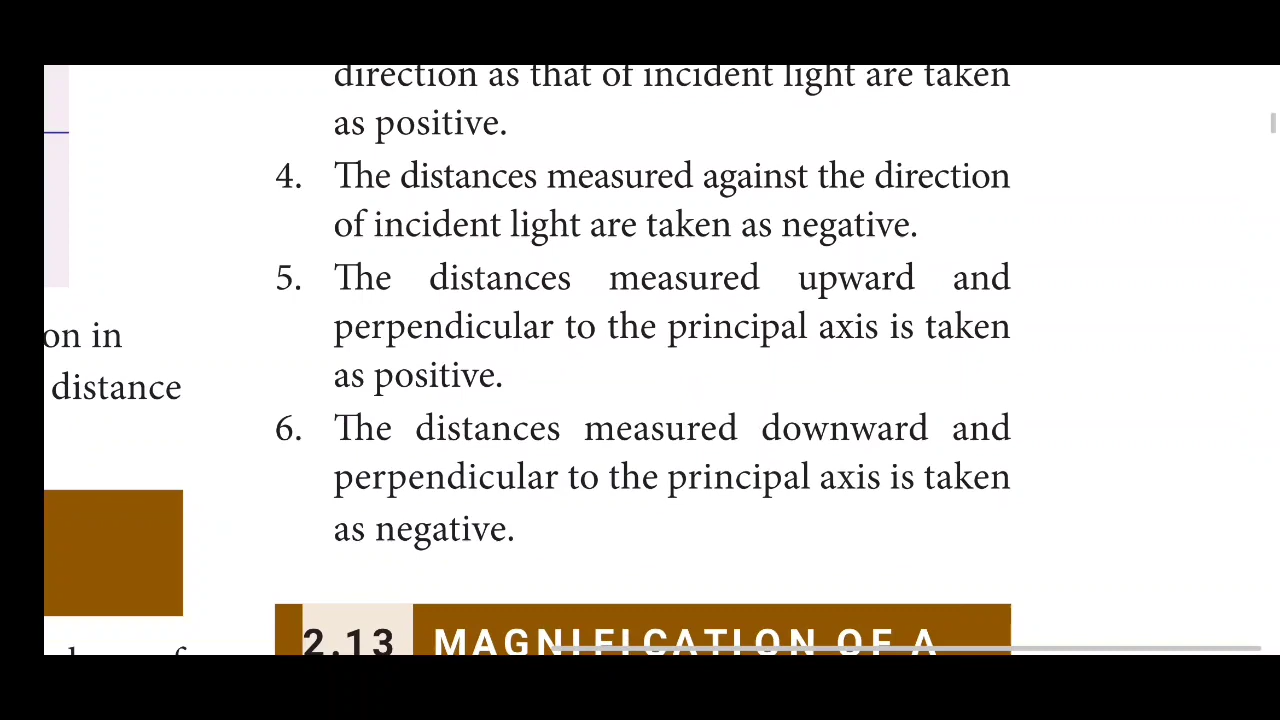 direction as that of incident light are taken
as positive.
4. The distances measured against the direction
of incident light are taken as negative.
5. The distances measured upward and
perpendicular to the principal axis is taken
as positive.
6. The distances measured downward and
perpendicular to the principal axis is taken
as negative.
2.13 MAGNIFICATION OF A
on in
distance